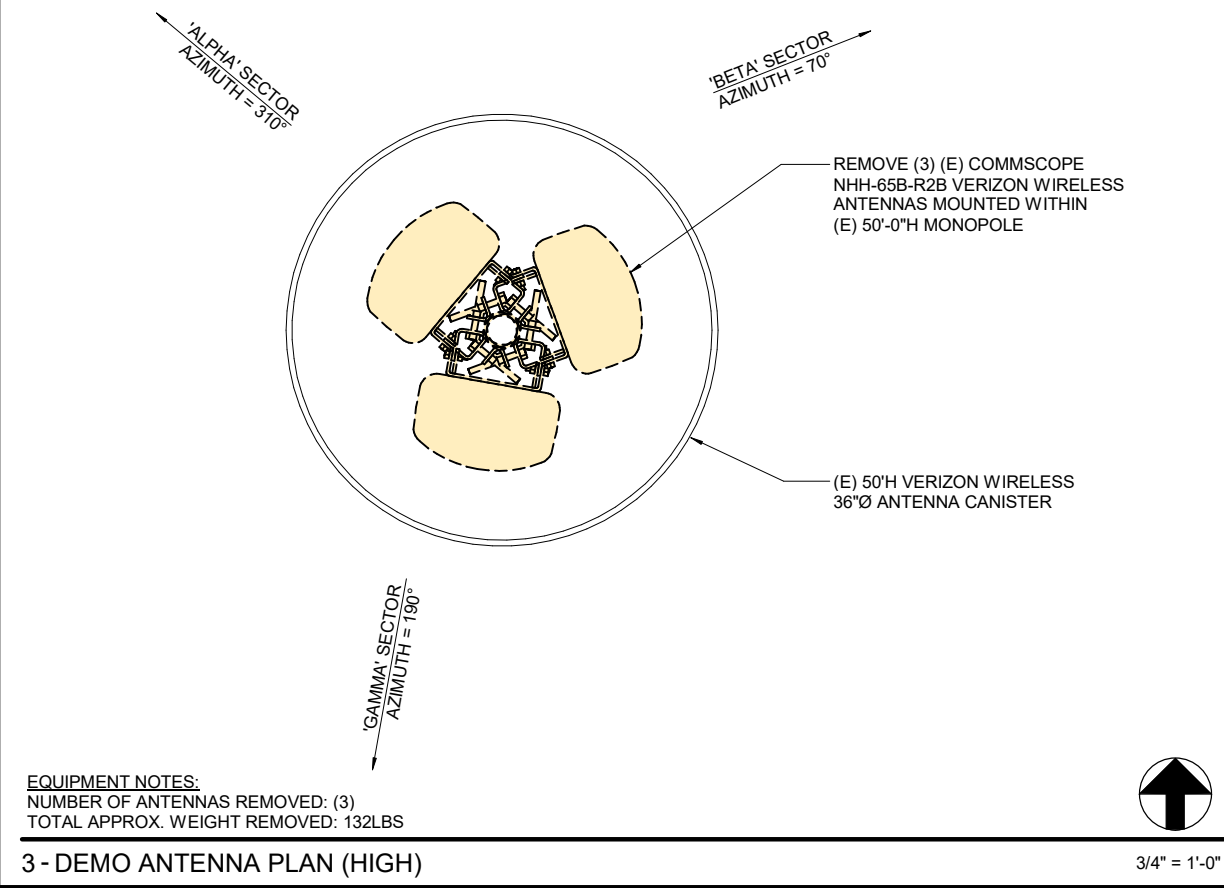 'ALPHA' SECTOR
AZIMUTH = 310°
'BETA' SECTOR
AZIMUTH = 70°
REMOVE (3) (E) COMMSCOPE
NHH-65B-R2B VERIZON WIRELESS
ANTENNAS MOUNTED WITHIN
(E) 50'-0"H MONOPOLE
(E) 50'H VERIZON WIRELESS
36"Ø ANTENNA CANISTER
'GAMMA' SECTOR
AZIMUTH = 190°
EQUIPMENT NOTES:
NUMBER OF ANTENNAS REMOVED: (3)
TOTAL APPROX. WEIGHT REMOVED: 132LBS
3 - DEMO ANTENNA PLAN (HIGH)
3/4" = 1'-0"